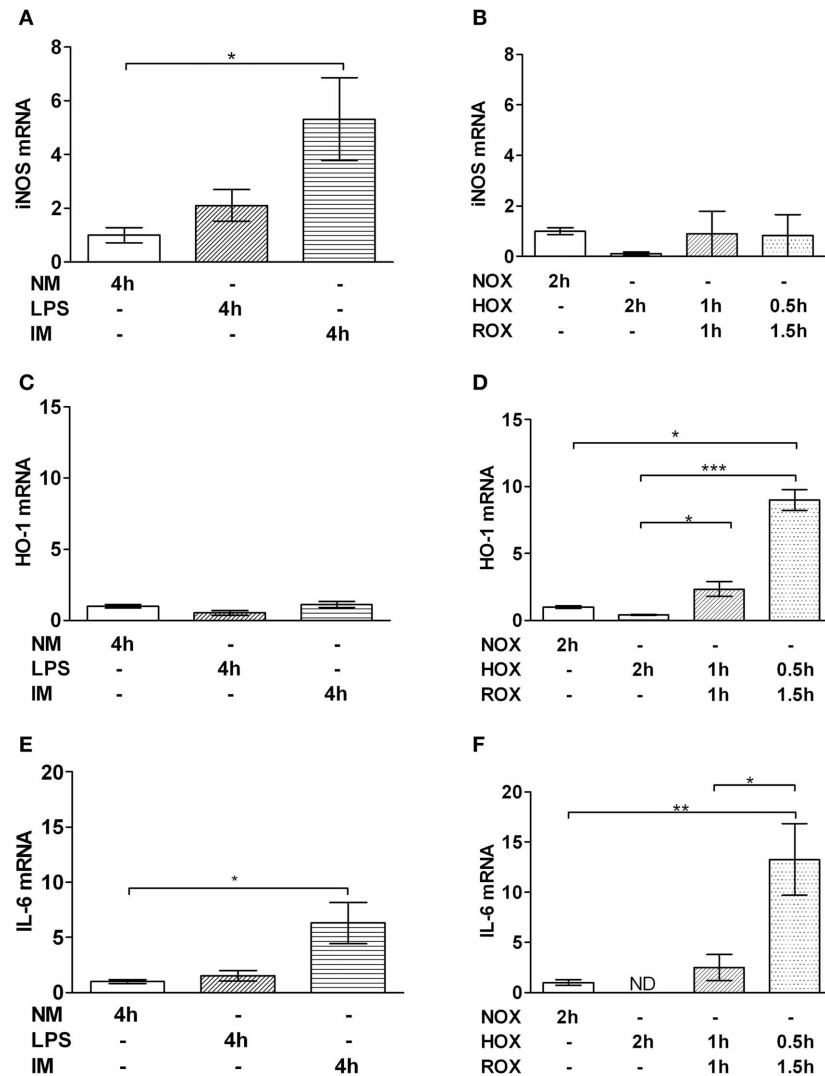 A
iNOS mRNA
8
6
4
2
0
*
NM 4h - -
LPS - 4h -
IM - - 4h
B
iNOS mRNA
8
6
4
2
0
NOX 2h - - -
HOX - 2h 1h 0.5h
ROX - - 1h 1.5h
C
HO-1 mRNA
15
10
5
0
NM 4h - -
LPS - 4h -
IM - - 4h
D
HO-1 mRNA
15
10
5
0
*
***
*
NOX 2h - - -
HOX - 2h 1h 0.5h
ROX - - 1h 1.5h
E
IL-6 mRNA
20
15
10
5
0
*
NM 4h - -
LPS - 4h -
IM - - 4h
F
IL-6 mRNA
20
15
10
5
0
*
**
ND
NOX 2h - - -
HOX - 2h 1h 0.5h
ROX - - 1h 1.5h